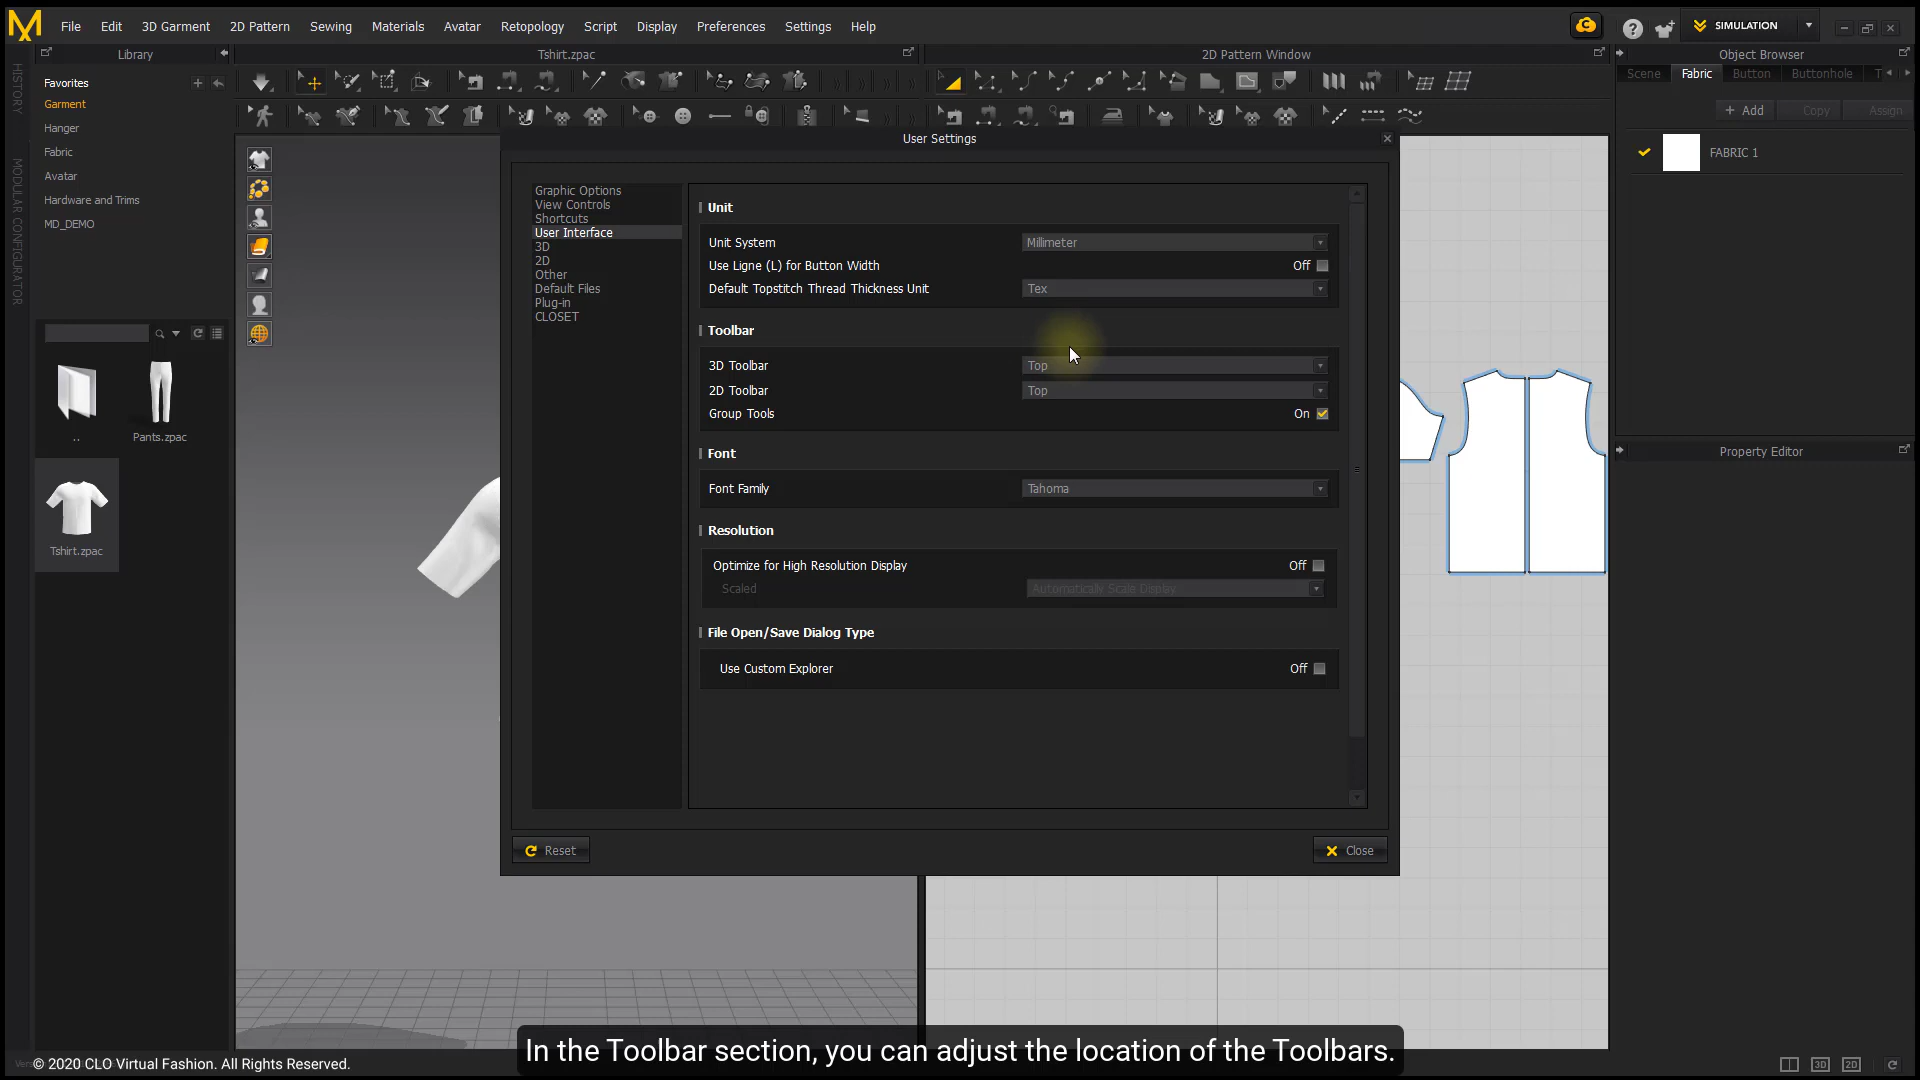 File Edit 3D Garment 2D Pattern Sewing Materials Avatar Retopology Script Display Preferences Settings Help
SIMULATION
Library
Tshirt.zpac
2D Pattern Window
Object Browser
HISTORY
MODULAR CONFIGURATOR
Favorites
Garment
Hanger
Fabric
Avatar
Hardware and Trims
MD_DEMO
..
Pants.zpac
Tshirt.zpac
Scene Fabric Button Buttonhole T
+ Add Copy Assign
FABRIC 1
Property Editor
User Settings
Graphic Options
View Controls
Shortcuts
User Interface
3D
2D
Other
Default Files
Plug-in
CLOSET
Unit
Unit System Millimeter
Use Ligne (L) for Button Width Off
Default Topstitch Thread Thickness Unit Tex
Toolbar
3D Toolbar Top
2D Toolbar Top
Group Tools On
Font
Font Family Tahoma
Resolution
Optimize for High Resolution Display Off
Scaled Automatically Scale Display
File Open/Save Dialog Type
Use Custom Explorer Off
Reset
Close
In the Toolbar section, you can adjust the location of the Toolbars.
© 2020 CLO Virtual Fashion. All Rights Reserved.
3D 2D